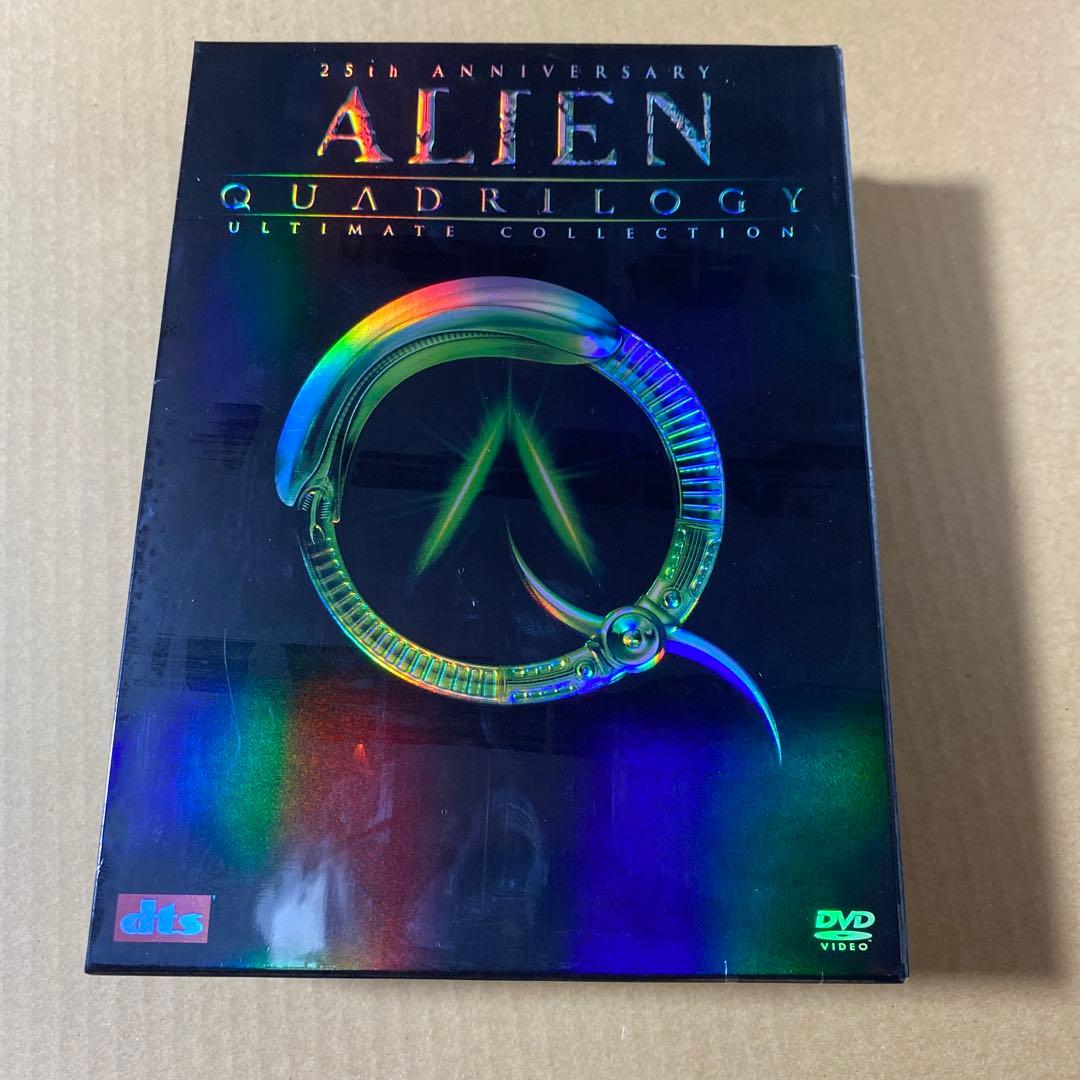 25th ANNIVERSARY
ALIEN
QUADRILOGY
ULTIMATE COLLECTION
dts
DVD
VIDEO